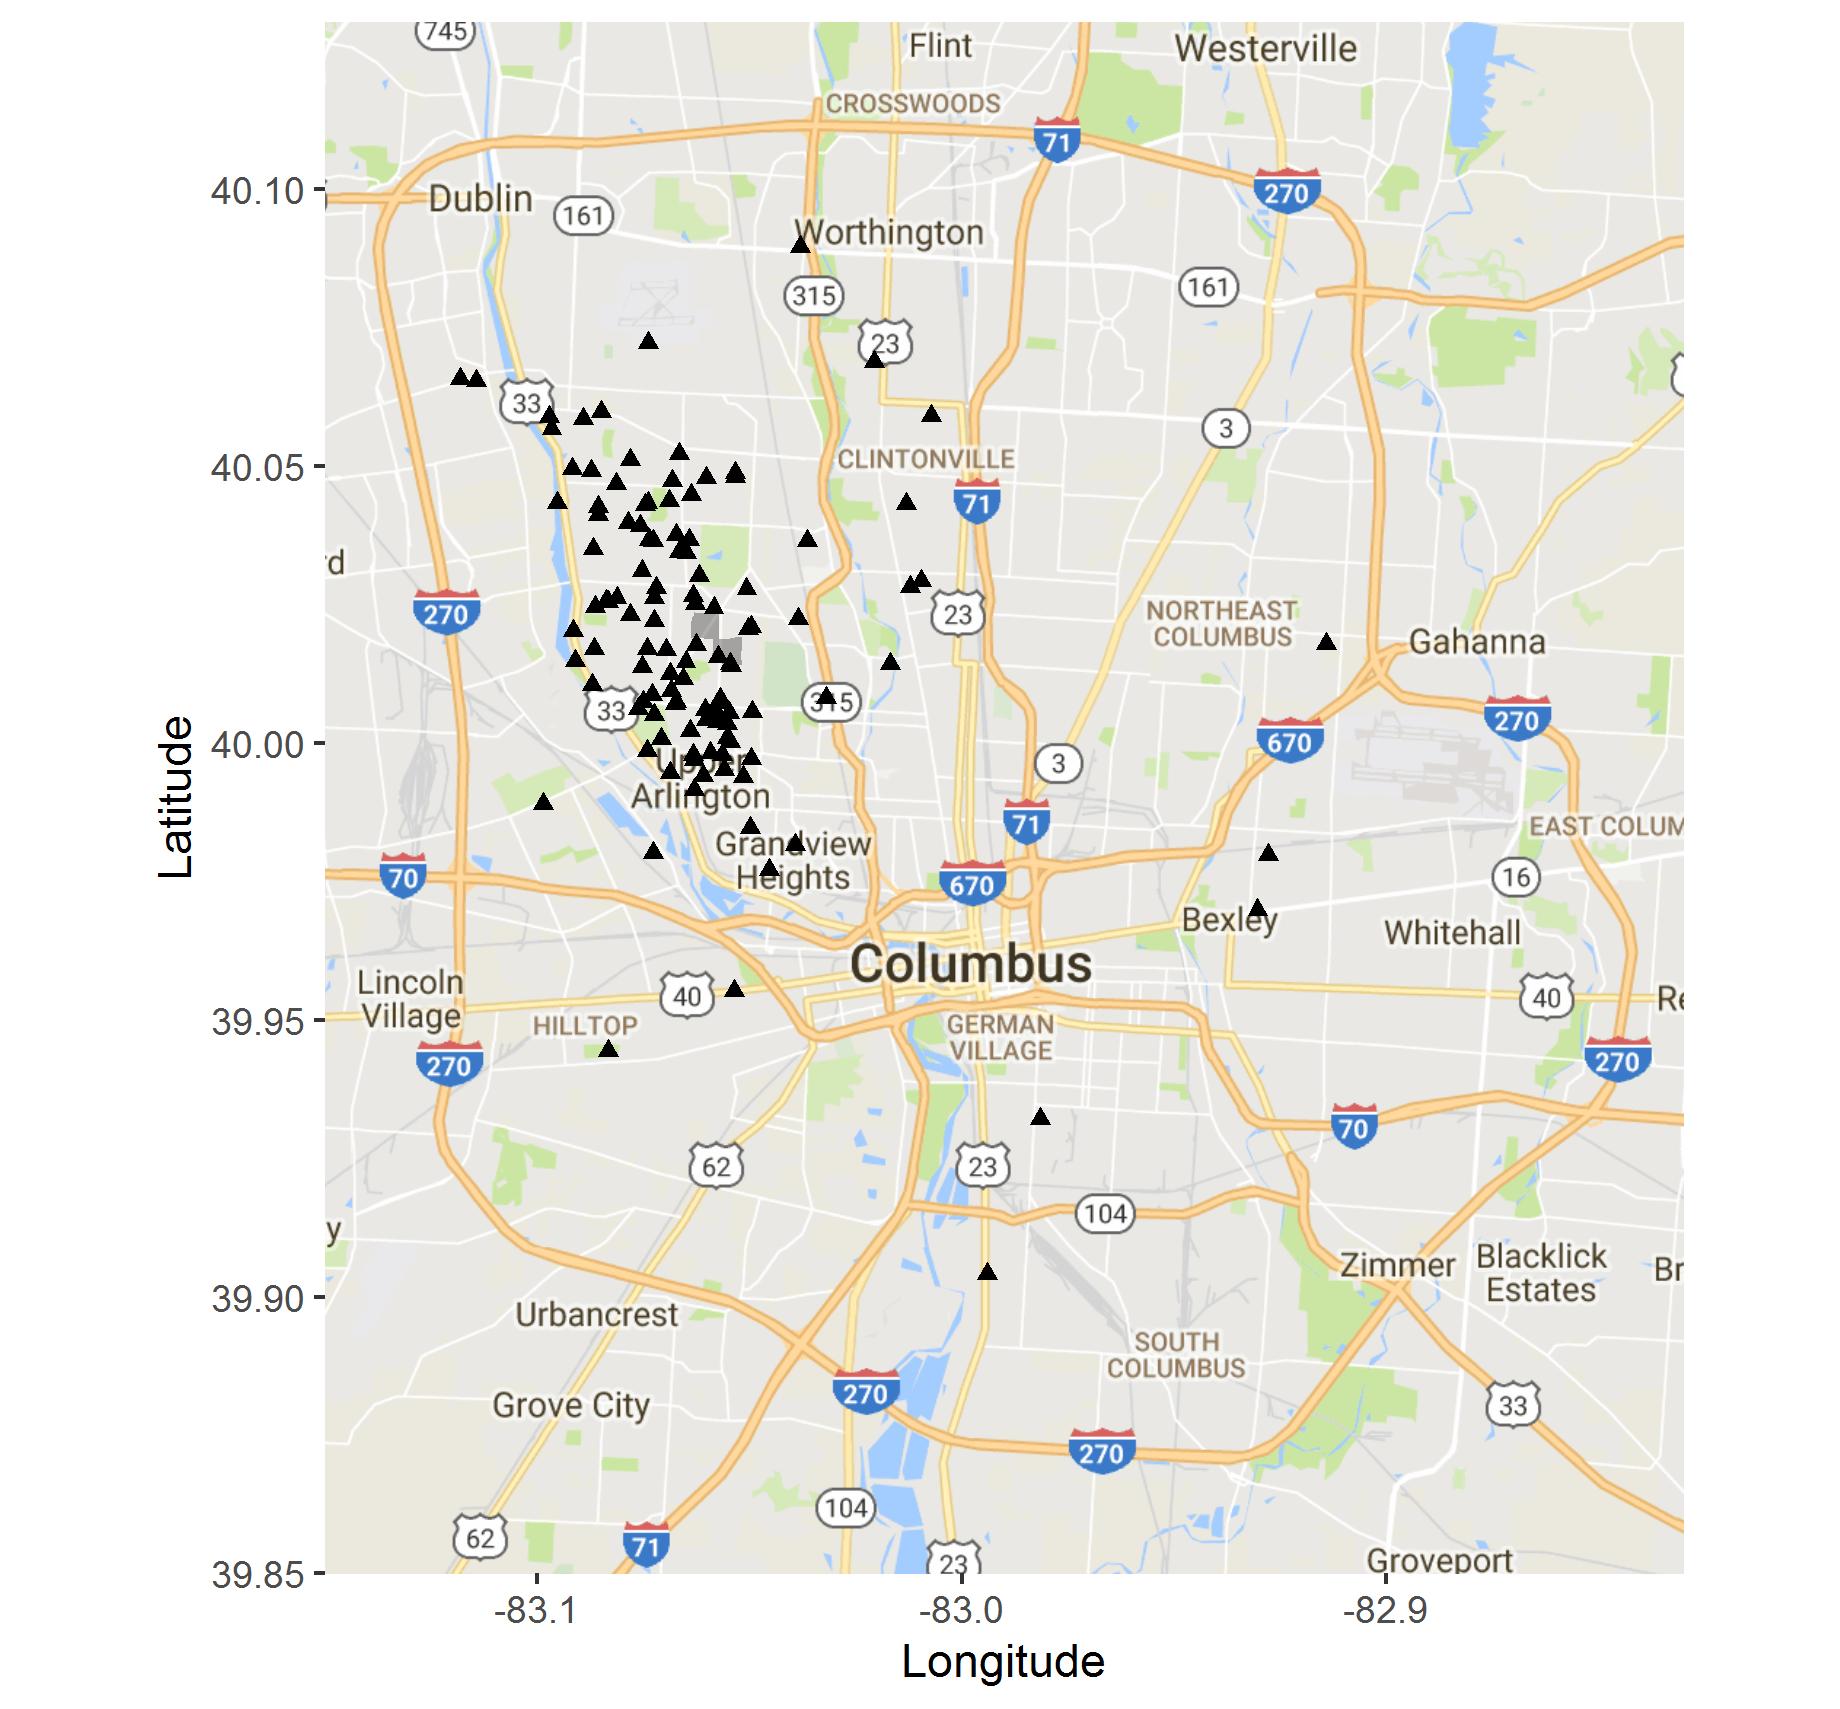 745
Flint
Westerville
CROSSWOODS
71
270
40.10
Dublin
161
Worthington
315
161
23
33
3
40.05
CLINTONVILLE
71
rd
270
23
NORTHEAST
COLUMBUS
Gahanna
33
315
270
670
40.00
3
Upper
Arlington
71
EAST COLUM
Grandview
Heights
70
670
16
Bexley
Whitehall
Columbus
Lincoln
Village
40
40
Re
39.95
HILLTOP
GERMAN
VILLAGE
270
270
70
62
23
104
y
Zimmer
Blacklick
Estates
Br
39.90
Urbancrest
SOUTH
COLUMBUS
270
Grove City
33
270
104
62
71
23
Groveport
39.85
-83.1
-83.0
-82.9
Longitude
Latitude